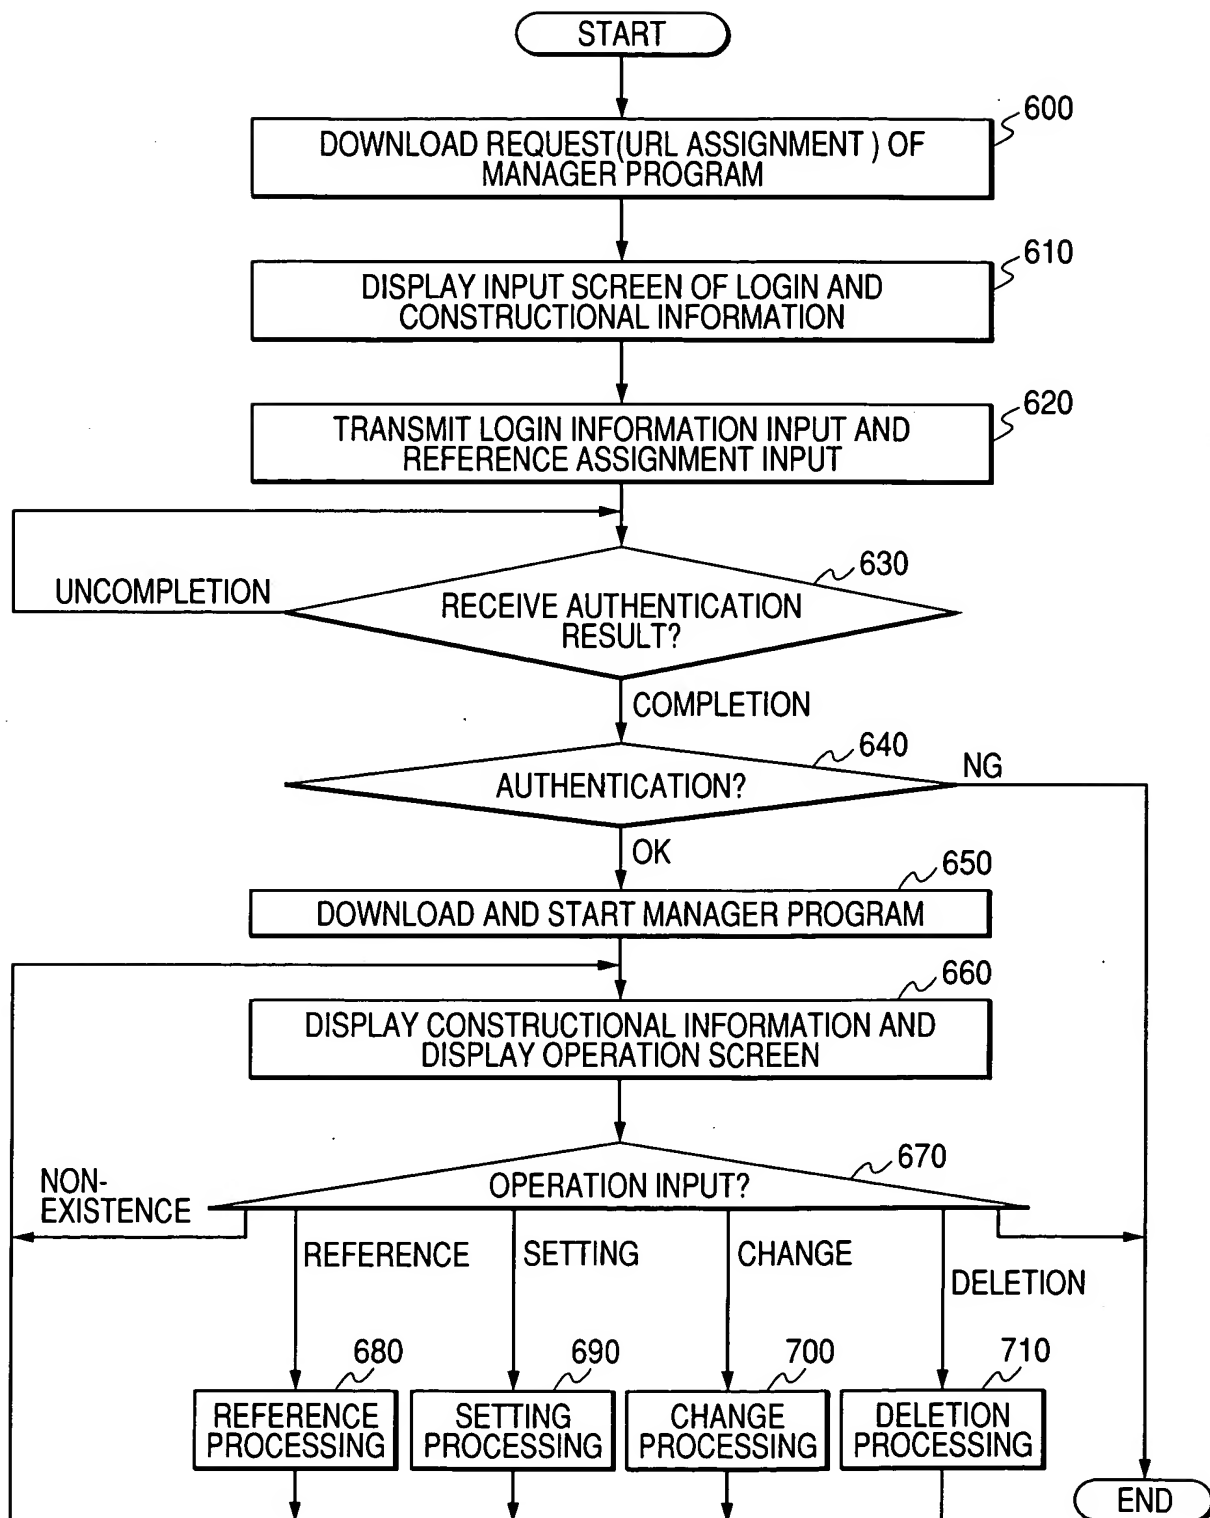 START
600
DOWNLOAD REQUEST(URL ASSIGNMENT ) OF
MANAGER PROGRAM
610
DISPLAY INPUT SCREEN OF LOGIN AND
CONSTRUCTIONAL INFORMATION
620
TRANSMIT LOGIN INFORMATION INPUT AND
REFERENCE ASSIGNMENT INPUT
630
UNCOMPLETION
RECEIVE AUTHENTICATION
RESULT?
COMPLETION
640
NG
AUTHENTICATION?
OK
650
DOWNLOAD AND START MANAGER PROGRAM
660
DISPLAY CONSTRUCTIONAL INFORMATION AND
DISPLAY OPERATION SCREEN
670
NON-
EXISTENCE
OPERATION INPUT?
REFERENCE
SETTING
CHANGE
DELETION
680
690
700
710
REFERENCE
PROCESSING
SETTING
PROCESSING
CHANGE
PROCESSING
DELETION
PROCESSING
END